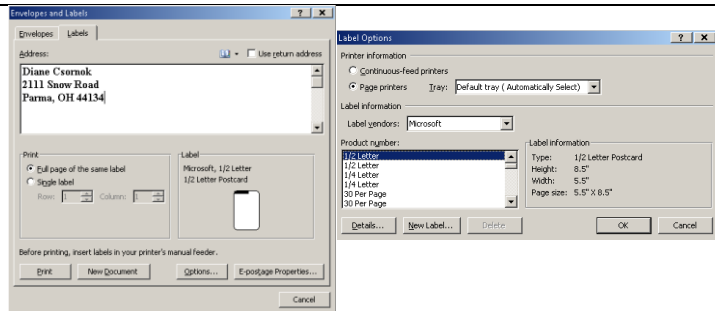 Envelopes and Labels
Envelopes Labels
Address: Use return address
Diane Csornok
2111 Snow Road
Parma, OH 44134
Print
Full page of the same label
Single label
Row: 1 Column: 1
Label
Microsoft, 1/2 Letter
1/2 Letter Postcard
Before printing, insert labels in your printer's manual feeder.
Print New Document Options... E-postage Properties...
Cancel
Label Options
Printer information
Continuous-feed printers
Page printers Tray: Default tray ( Automatically Select)
Label information
Label vendors: Microsoft
Product number:
1/2 Letter
1/2 Letter
1/4 Letter
1/4 Letter
30 Per Page
30 Per Page
Label information
Type: 1/2 Letter Postcard
Height: 8.5"
Width: 5.5"
Page size: 5.5" X 8.5"
Details... New Label... Delete OK Cancel